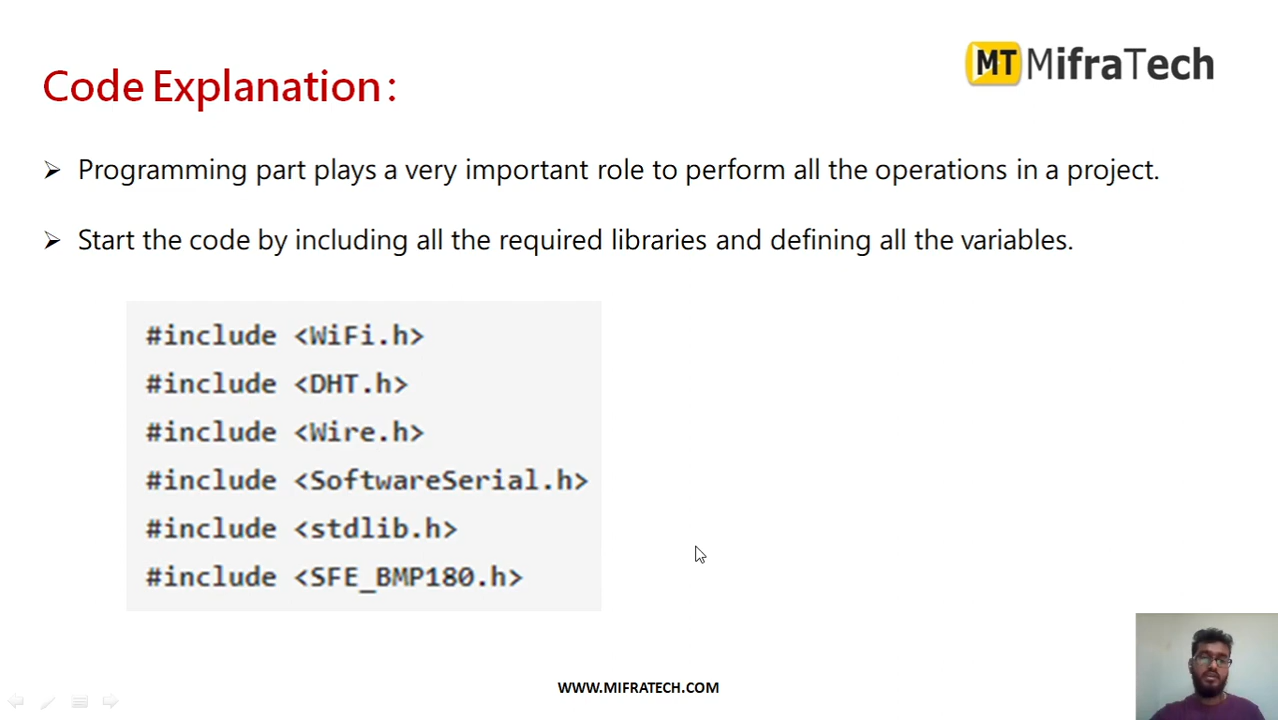 MT MifraTech
Code Explanation :
Programming part plays a very important role to perform all the operations in a project.
Start the code by including all the required libraries and defining all the variables.
#include <WiFi.h>
#include <DHT.h>
#include <Wire.h>
#include <SoftwareSerial.h>
#include <stdlib.h>
#include <SFE_BMP180.h>
WWW.MIFRATECH.COM